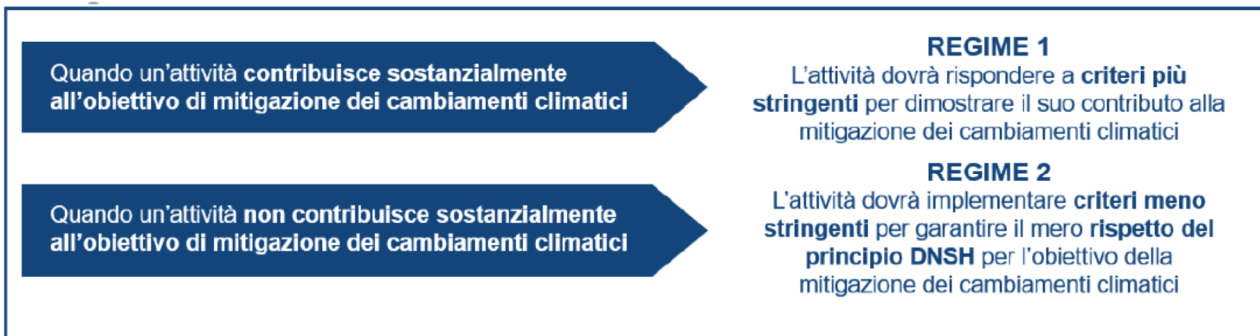 Quando un'attività contribuisce sostanzialmente
all'obiettivo di mitigazione dei cambiamenti climatici
REGIME 1
L'attività dovrà rispondere a criteri più
stringenti per dimostrare il suo contributo alla
mitigazione dei cambiamenti climatici
Quando un'attività non contribuisce sostanzialmente
all'obiettivo di mitigazione dei cambiamenti climatici
REGIME 2
L'attività dovrà implementare criteri meno
stringenti per garantire il mero rispetto del
principio DNSH per l'obiettivo della
mitigazione dei cambiamenti climatici